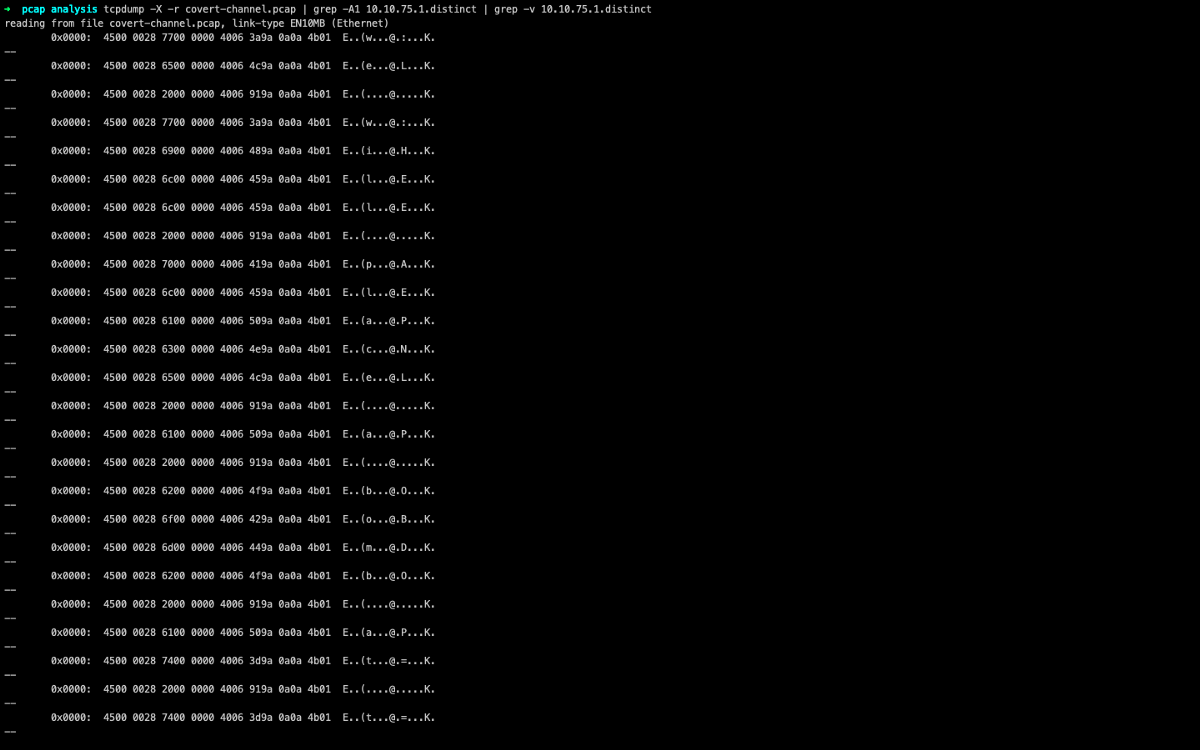 ➜  pcap analysis tcpdump -X -r covert-channel.pcap | grep -A1 10.10.75.1.distinct | grep -v 10.10.75.1.distinct
reading from file covert-channel.pcap, link-type EN10MB (Ethernet)
0x0000:  4500 0028 7700 0000 4006 3a9a 0a0a 4b01  E..(w...@.:...K.
--
0x0000:  4500 0028 6500 0000 4006 4c9a 0a0a 4b01  E..(e...@.L...K.
--
0x0000:  4500 0028 2000 0000 4006 919a 0a0a 4b01  E..(....@.....K.
--
0x0000:  4500 0028 7700 0000 4006 3a9a 0a0a 4b01  E..(w...@.:...K.
--
0x0000:  4500 0028 6900 0000 4006 489a 0a0a 4b01  E..(i...@.H...K.
--
0x0000:  4500 0028 6c00 0000 4006 459a 0a0a 4b01  E..(l...@.E...K.
--
0x0000:  4500 0028 6c00 0000 4006 459a 0a0a 4b01  E..(l...@.E...K.
--
0x0000:  4500 0028 2000 0000 4006 919a 0a0a 4b01  E..(....@.....K.
--
0x0000:  4500 0028 7000 0000 4006 419a 0a0a 4b01  E..(p...@.A...K.
--
0x0000:  4500 0028 6c00 0000 4006 459a 0a0a 4b01  E..(l...@.E...K.
--
0x0000:  4500 0028 6100 0000 4006 509a 0a0a 4b01  E..(a...@.P...K.
--
0x0000:  4500 0028 6300 0000 4006 4e9a 0a0a 4b01  E..(c...@.N...K.
--
0x0000:  4500 0028 6500 0000 4006 4c9a 0a0a 4b01  E..(e...@.L...K.
--
0x0000:  4500 0028 2000 0000 4006 919a 0a0a 4b01  E..(....@.....K.
--
0x0000:  4500 0028 6100 0000 4006 509a 0a0a 4b01  E..(a...@.P...K.
--
0x0000:  4500 0028 2000 0000 4006 919a 0a0a 4b01  E..(....@.....K.
--
0x0000:  4500 0028 6200 0000 4006 4f9a 0a0a 4b01  E..(b...@.O...K.
--
0x0000:  4500 0028 6f00 0000 4006 429a 0a0a 4b01  E..(o...@.B...K.
--
0x0000:  4500 0028 6d00 0000 4006 449a 0a0a 4b01  E..(m...@.D...K.
--
0x0000:  4500 0028 6200 0000 4006 4f9a 0a0a 4b01  E..(b...@.O...K.
--
0x0000:  4500 0028 2000 0000 4006 919a 0a0a 4b01  E..(....@.....K.
--
0x0000:  4500 0028 6100 0000 4006 509a 0a0a 4b01  E..(a...@.P...K.
--
0x0000:  4500 0028 7400 0000 4006 3d9a 0a0a 4b01  E..(t...@.=...K.
--
0x0000:  4500 0028 2000 0000 4006 919a 0a0a 4b01  E..(....@.....K.
--
0x0000:  4500 0028 7400 0000 4006 3d9a 0a0a 4b01  E..(t...@.=...K.
--